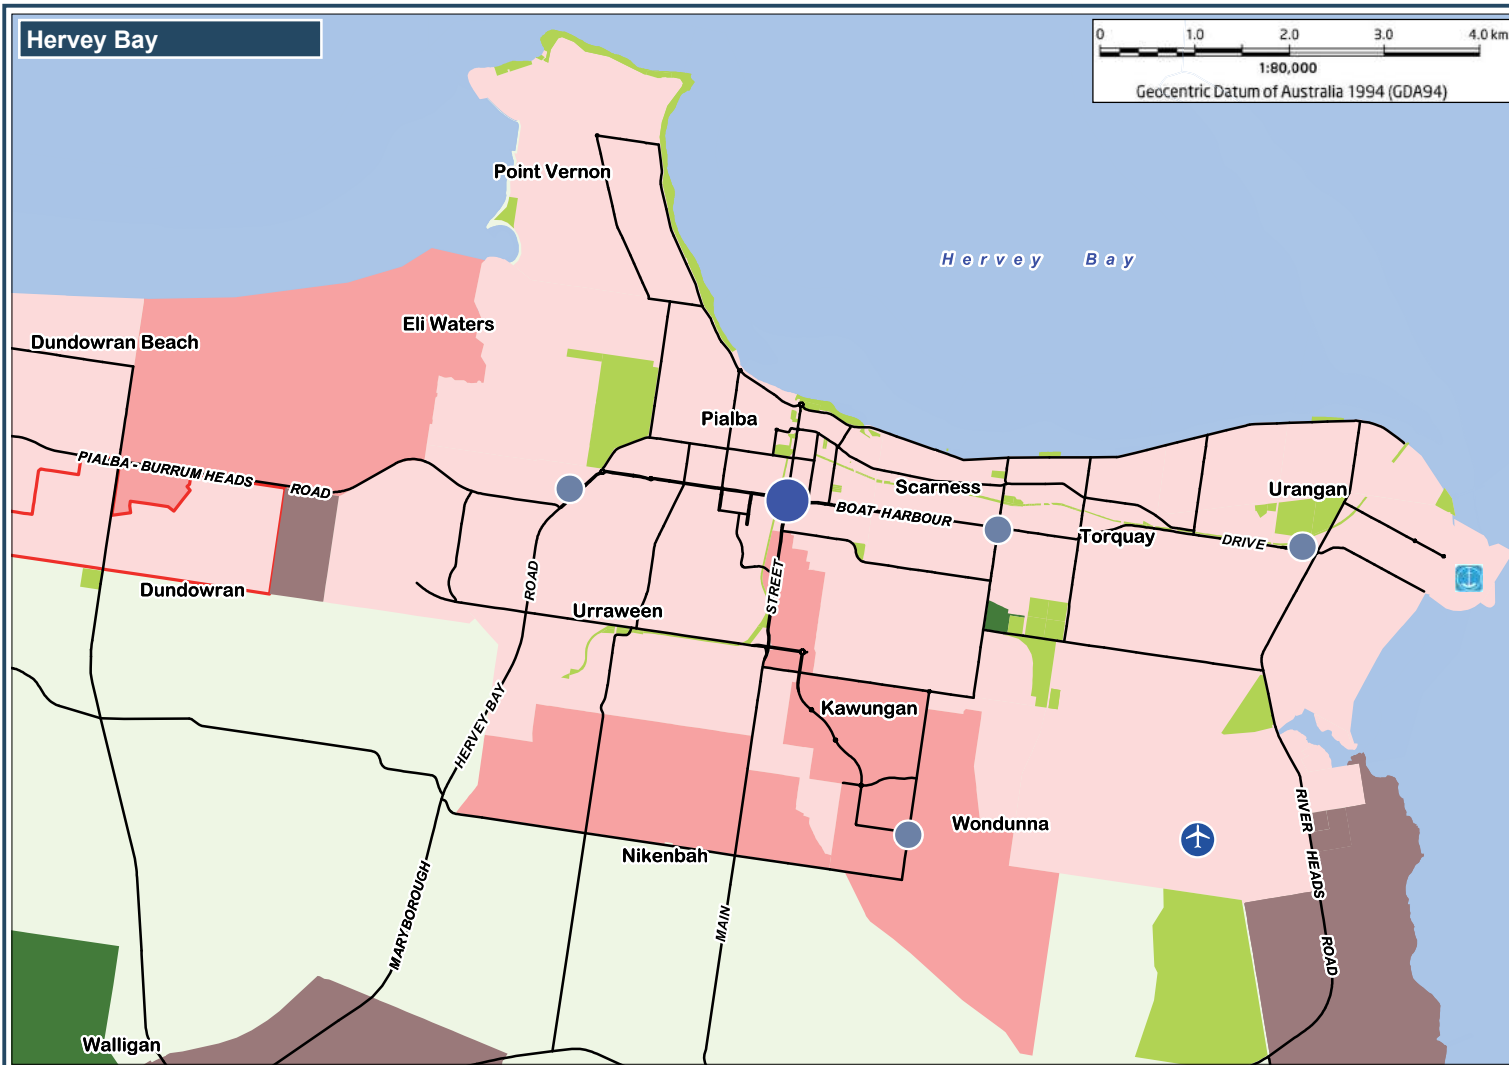 Hervey Bay
0 1.0 2.0 3.0 4.0 km
1:80,000
Geocentric Datum of Australia 1994 (GDA94)
Point Vernon
Hervey Bay
Eli Waters
Dundowran Beach
Pialba
PIALBA - BURRUM HEADS ROAD
Scarness
Urangan
BOAT HARBOUR DRIVE
Torquay
Dundowran
Urraween
Kawungan
Wondunna
Nikenbah
MARYBOROUGH HERVEY-BAY ROAD
MAIN STREET
RIVER HEADS ROAD
Walligan